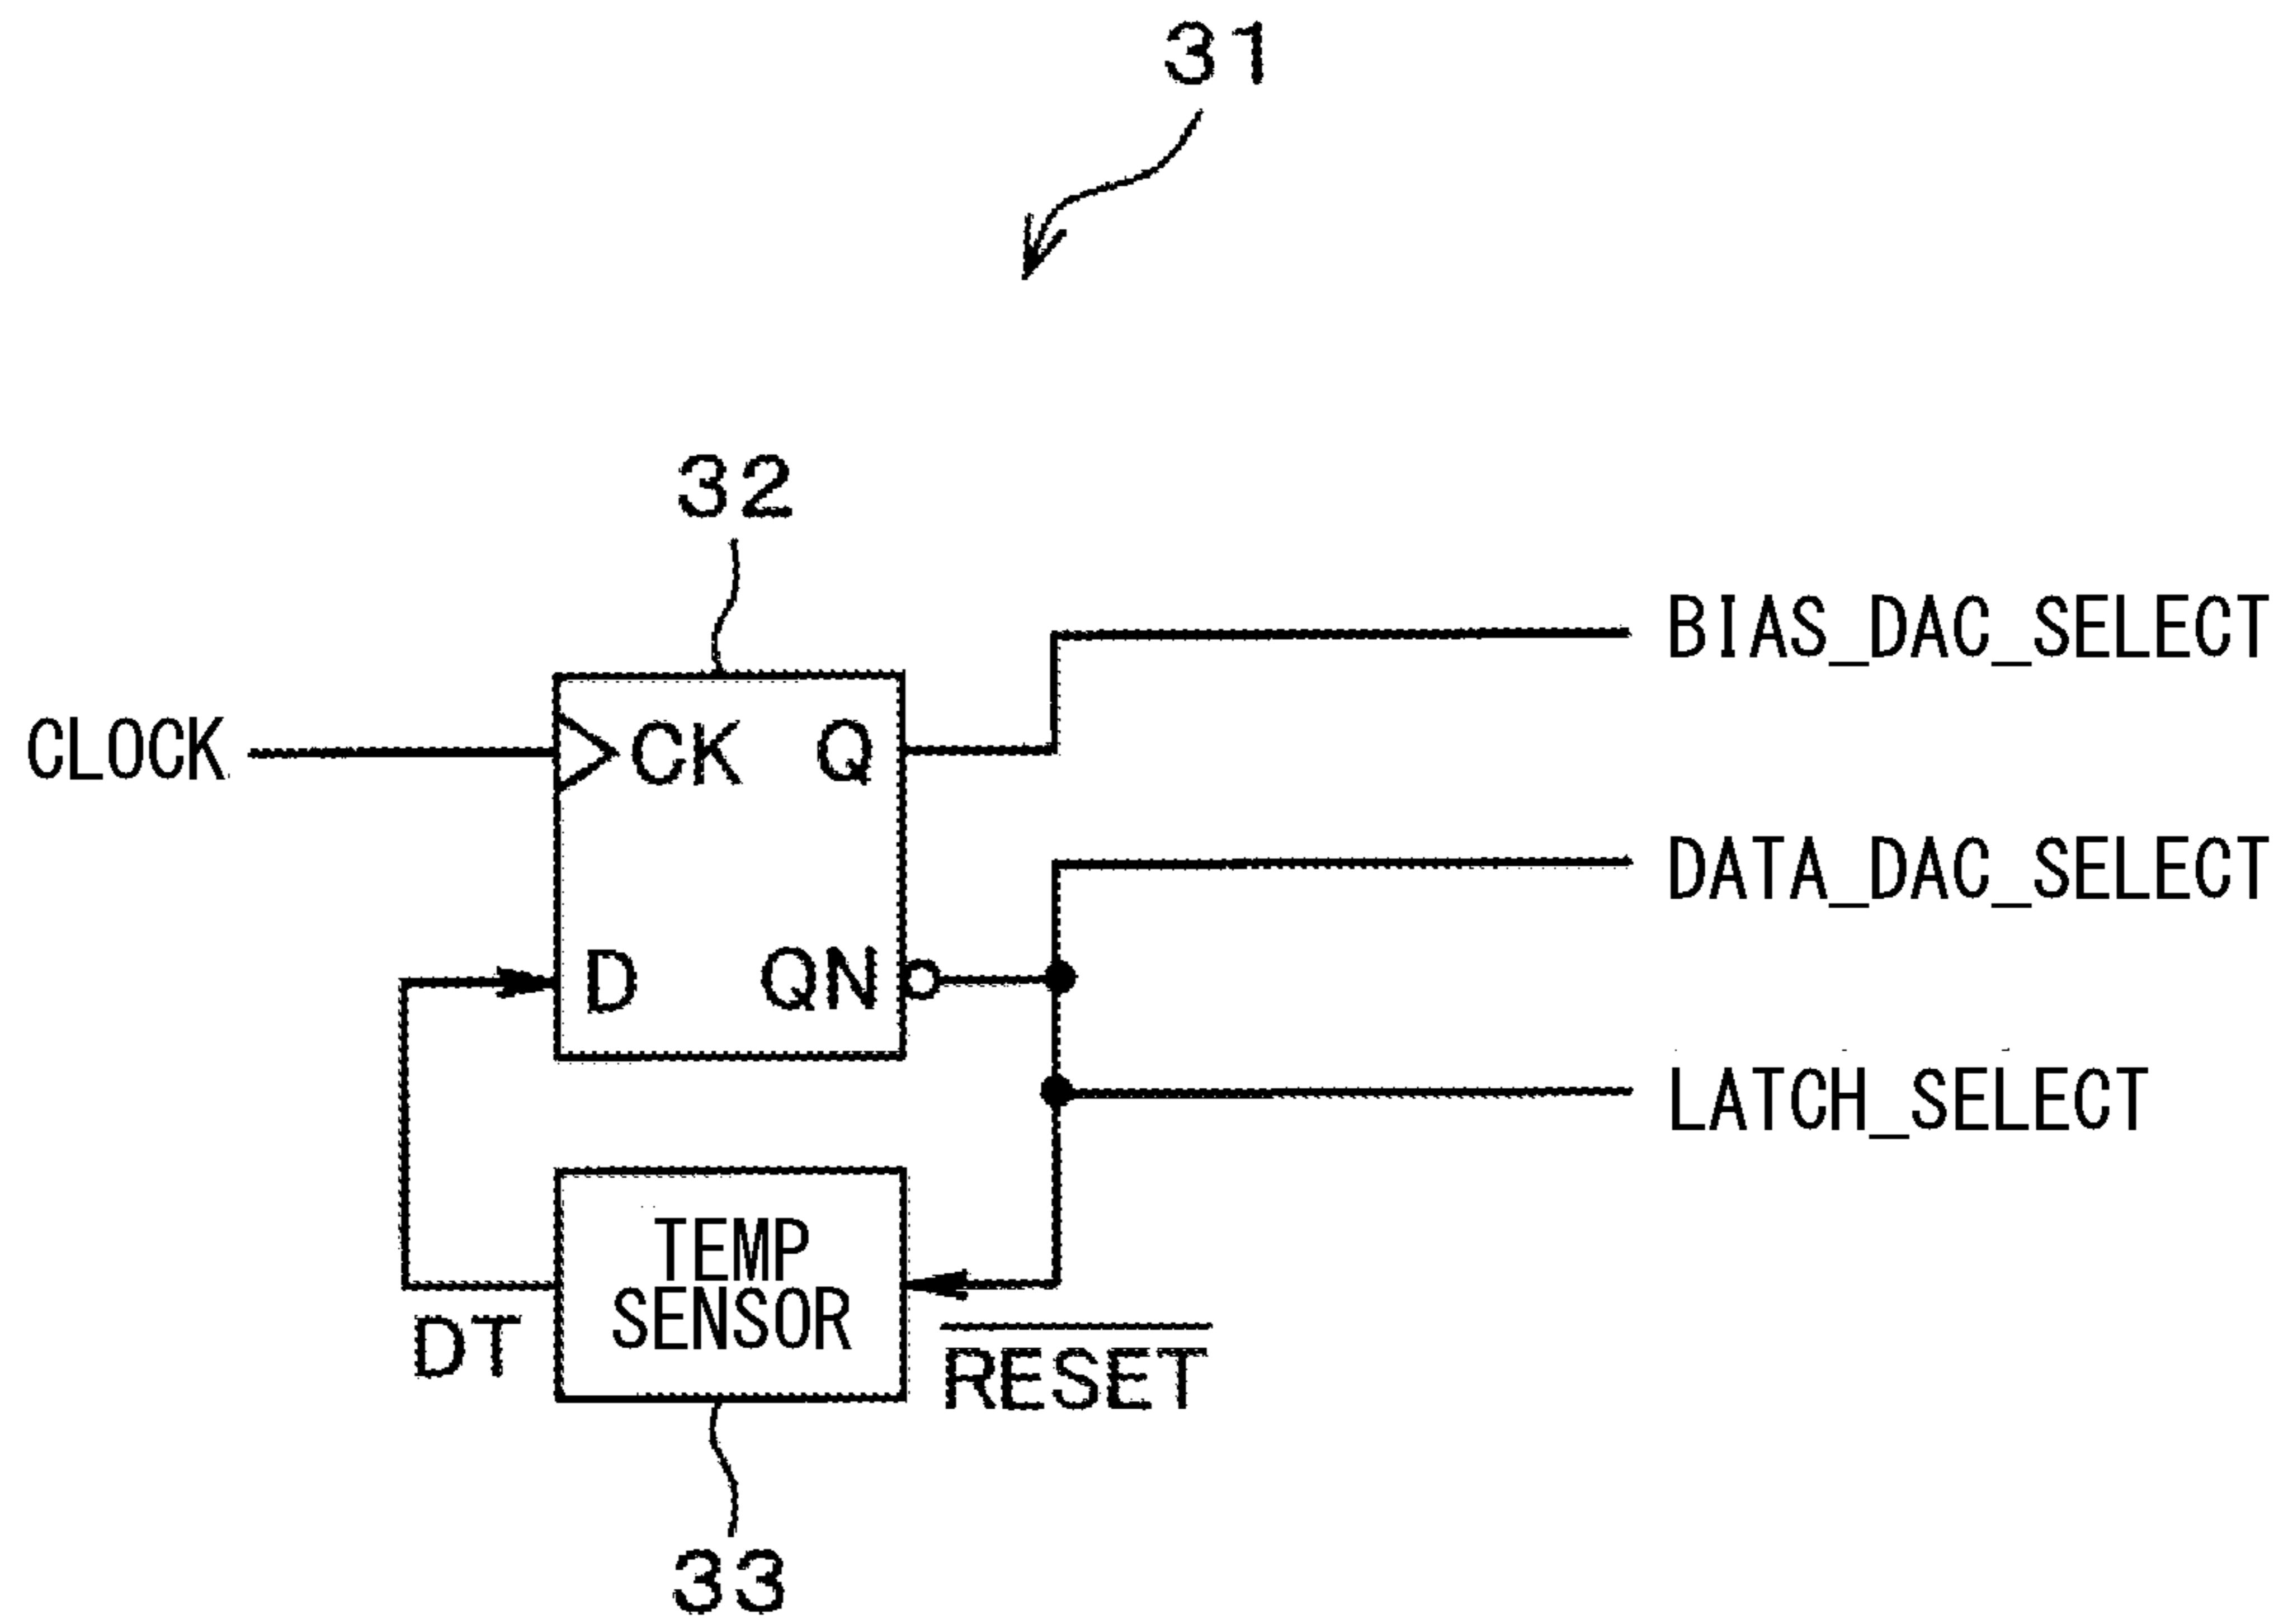 31
32
BIAS_DAC_SELECT
CLOCK
CK Q
DATA_DAC_SELECT
D QN
LATCH_SELECT
TEMP
SENSOR
DT
RESET
33